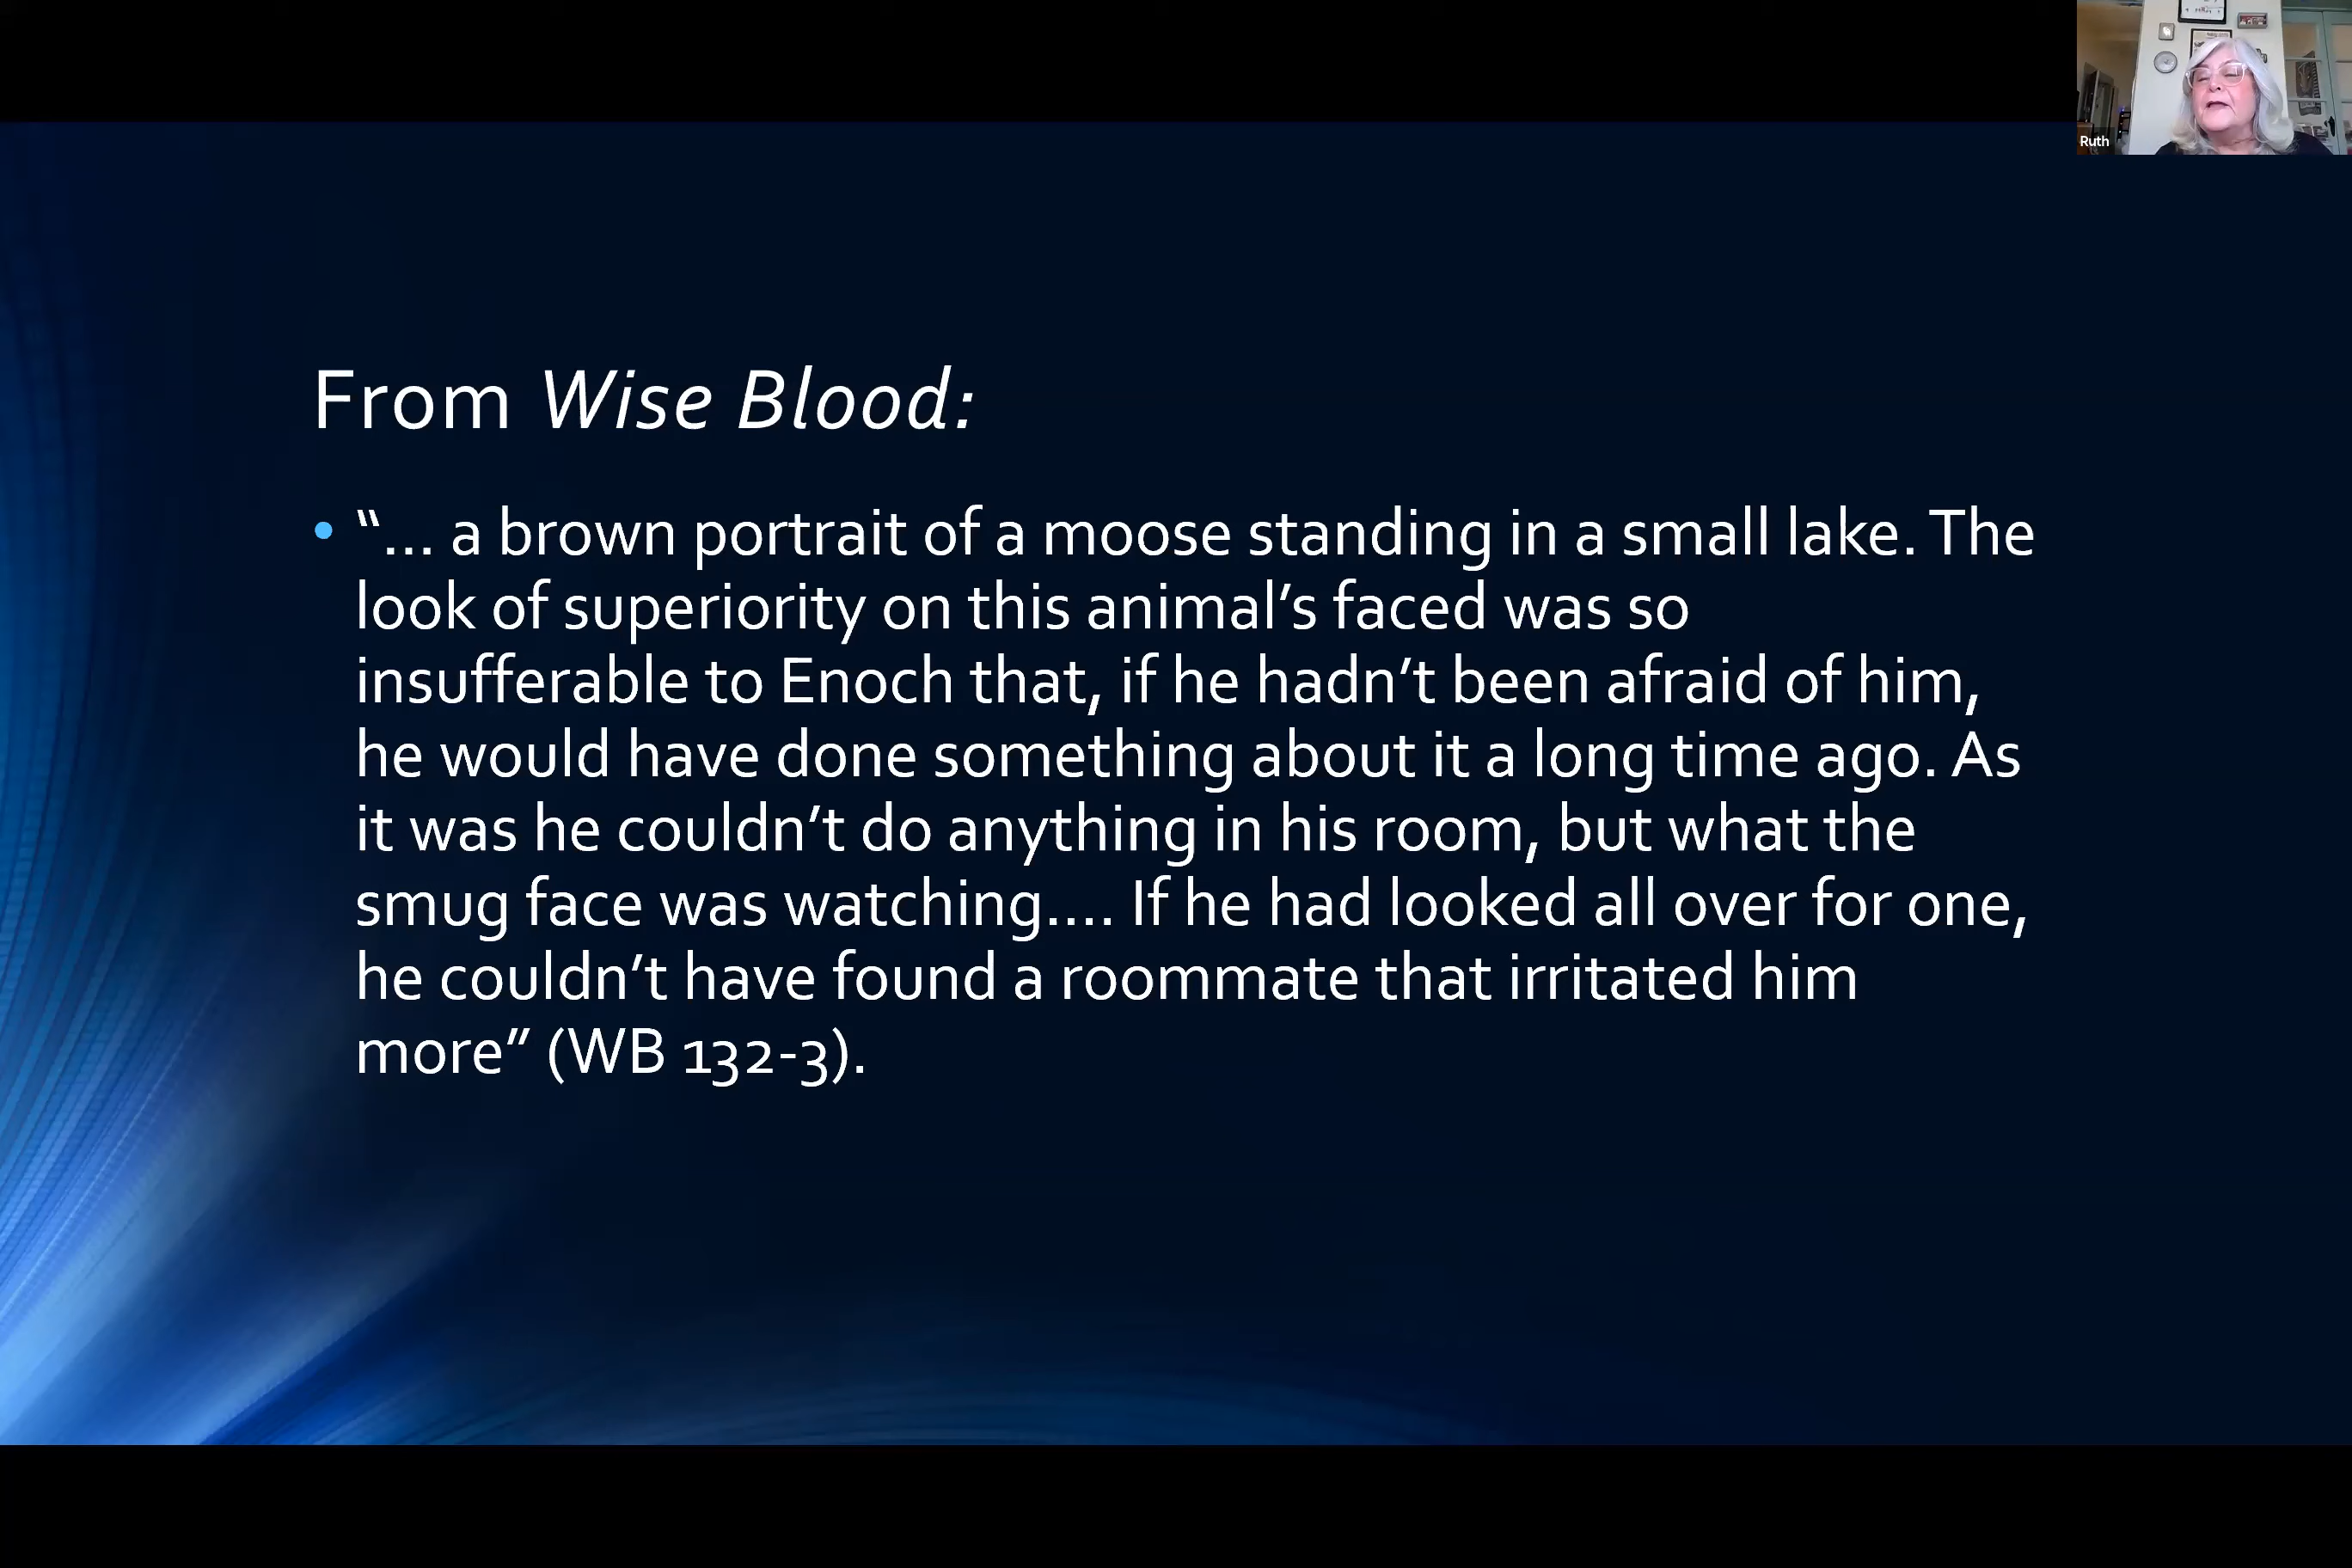 Ruth
From Wise Blood:
• “... a brown portrait of a moose standing in a small lake. The
look of superiority on this animal’s faced was so
insufferable to Enoch that, if he hadn’t been afraid of him,
he would have done something about it a long time ago. As
it was he couldn’t do anything in his room, but what the
smug face was watching.... If he had looked all over for one,
he couldn’t have found a roommate that irritated him
more” (WB 132-3).